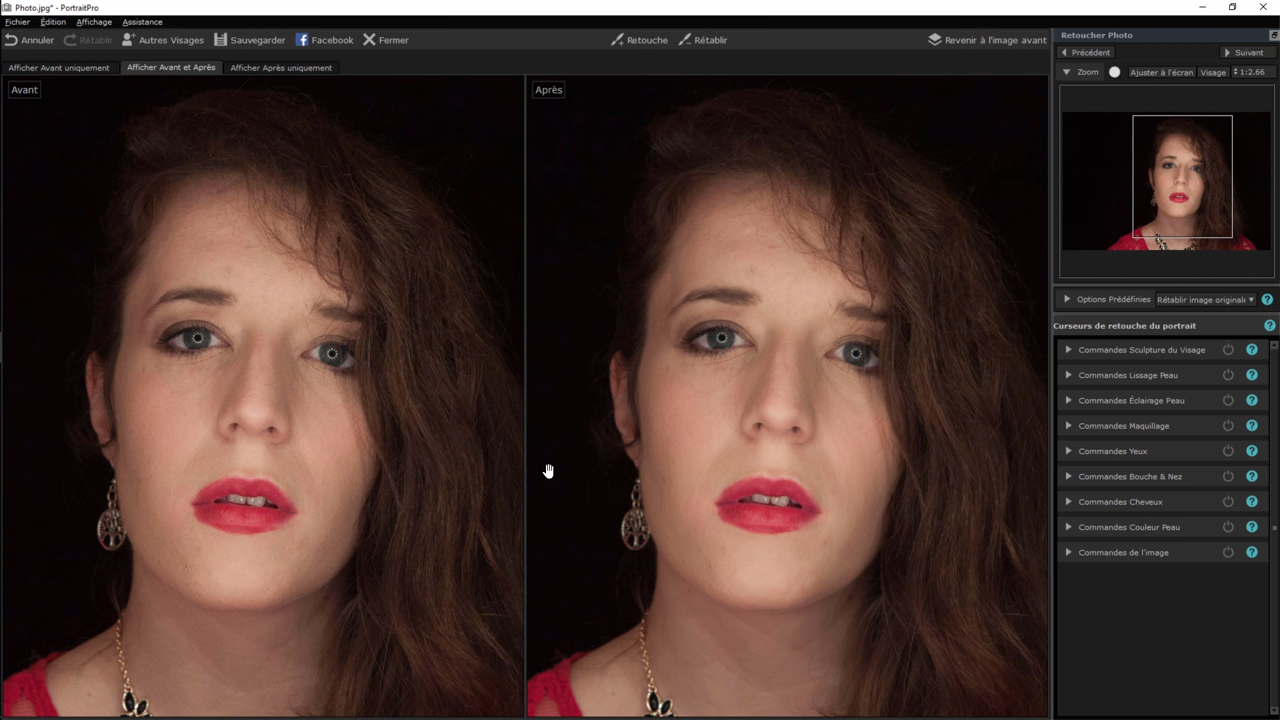 Photo.jpg* - PortraitPro
Fichier Édition Affichage Assistance
Annuler Rétablir Autres Visages Sauvegarder Facebook Fermer Retouche Rétablir Revenir à l'image avant
Afficher Avant uniquement Afficher Avant et Après Afficher Après uniquement
Avant
Après
Retoucher Photo
Précédent Suivant
Zoom Ajuster à l'écran Visage 1:2.66
Options Prédéfinies Rétablir image original
Curseurs de retouche du portrait
Commandes Sculpture du Visage
Commandes Lissage Peau
Commandes Éclairage Peau
Commandes Maquillage
Commandes Yeux
Commandes Bouche & Nez
Commandes Cheveux
Commandes Couleur Peau
Commandes de l'image